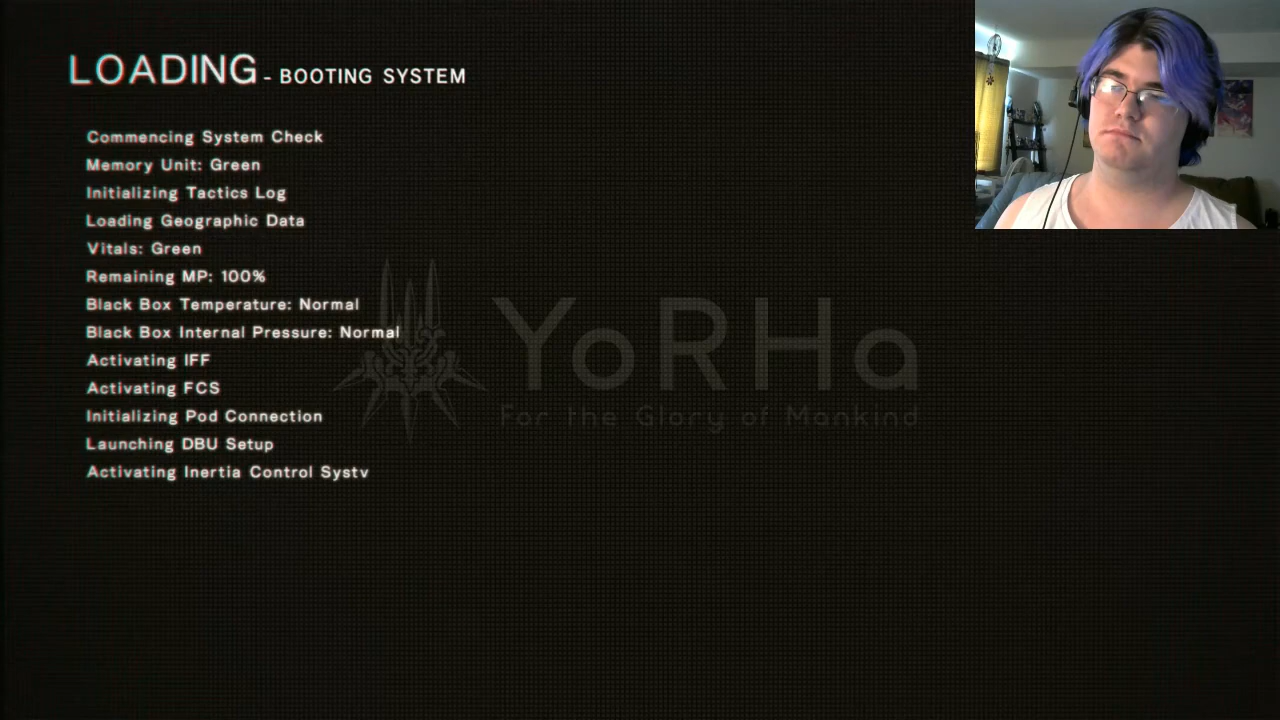 LOADING - BOOTING SYSTEM
Commencing System Check
Memory Unit: Green
Initializing Tactics Log
Loading Geographic Data
Vitals: Green
Remaining MP: 100%
Black Box Temperature: Normal
Black Box Internal Pressure: Normal
Activating IFF
Activating FCS
Initializing Pod Connection
Launching DBU Setup
Activating Inertia Control Systv
YoRHa
For the Glory of Mankind